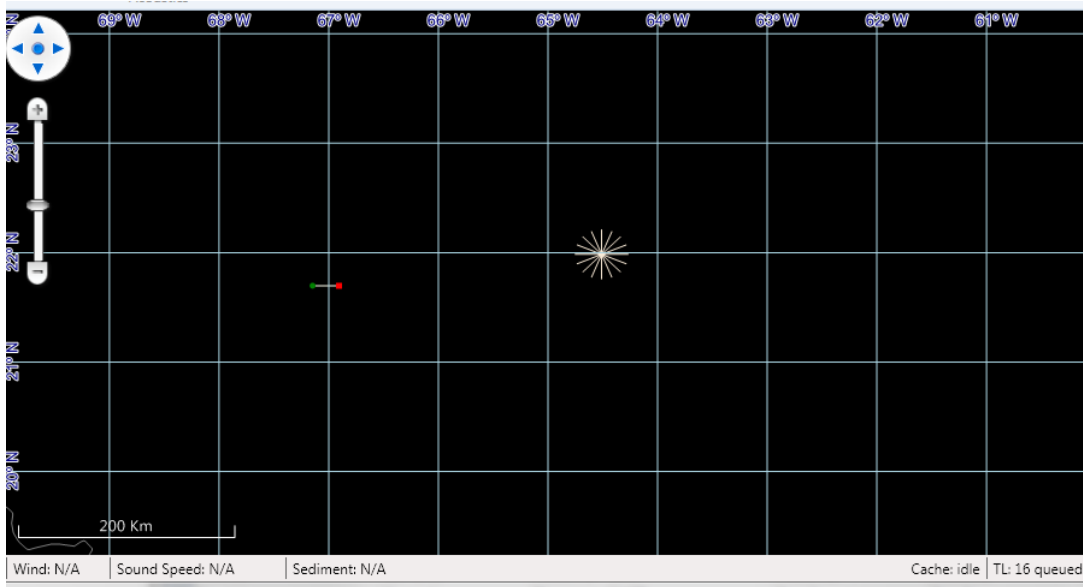 69° W 68° W 67° W 66° W 65° W 64° W 63° W 62° W 61° W
23° N
22° N
21° N
20° N
200 Km
Wind: N/A Sound Speed: N/A Sediment: N/A Cache: idle TL: 16 queued